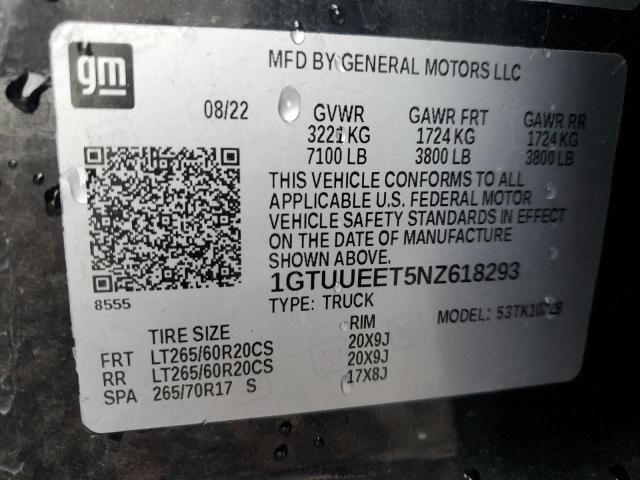 gm
MFD BY GENERAL MOTORS LLC
08/22 GVWR GAWR FRT GAWR RR
3221 KG 1724 KG 1724 KG
7100 LB 3800 LB 3800 LB
THIS VEHICLE CONFORMS TO ALL
APPLICABLE U.S. FEDERAL MOTOR
VEHICLE SAFETY STANDARDS IN EFFECT
ON THE DATE OF MANUFACTURE
SHOWN ABOVE.
1GTUUEET5NZ618293
8555
TYPE: TRUCK MODEL:
TIRE SIZE RIM
FRT LT265/60R20CS 20X9J
RR LT265/60R20CS 20X9J
SPA 265/70R17 S 17X8J